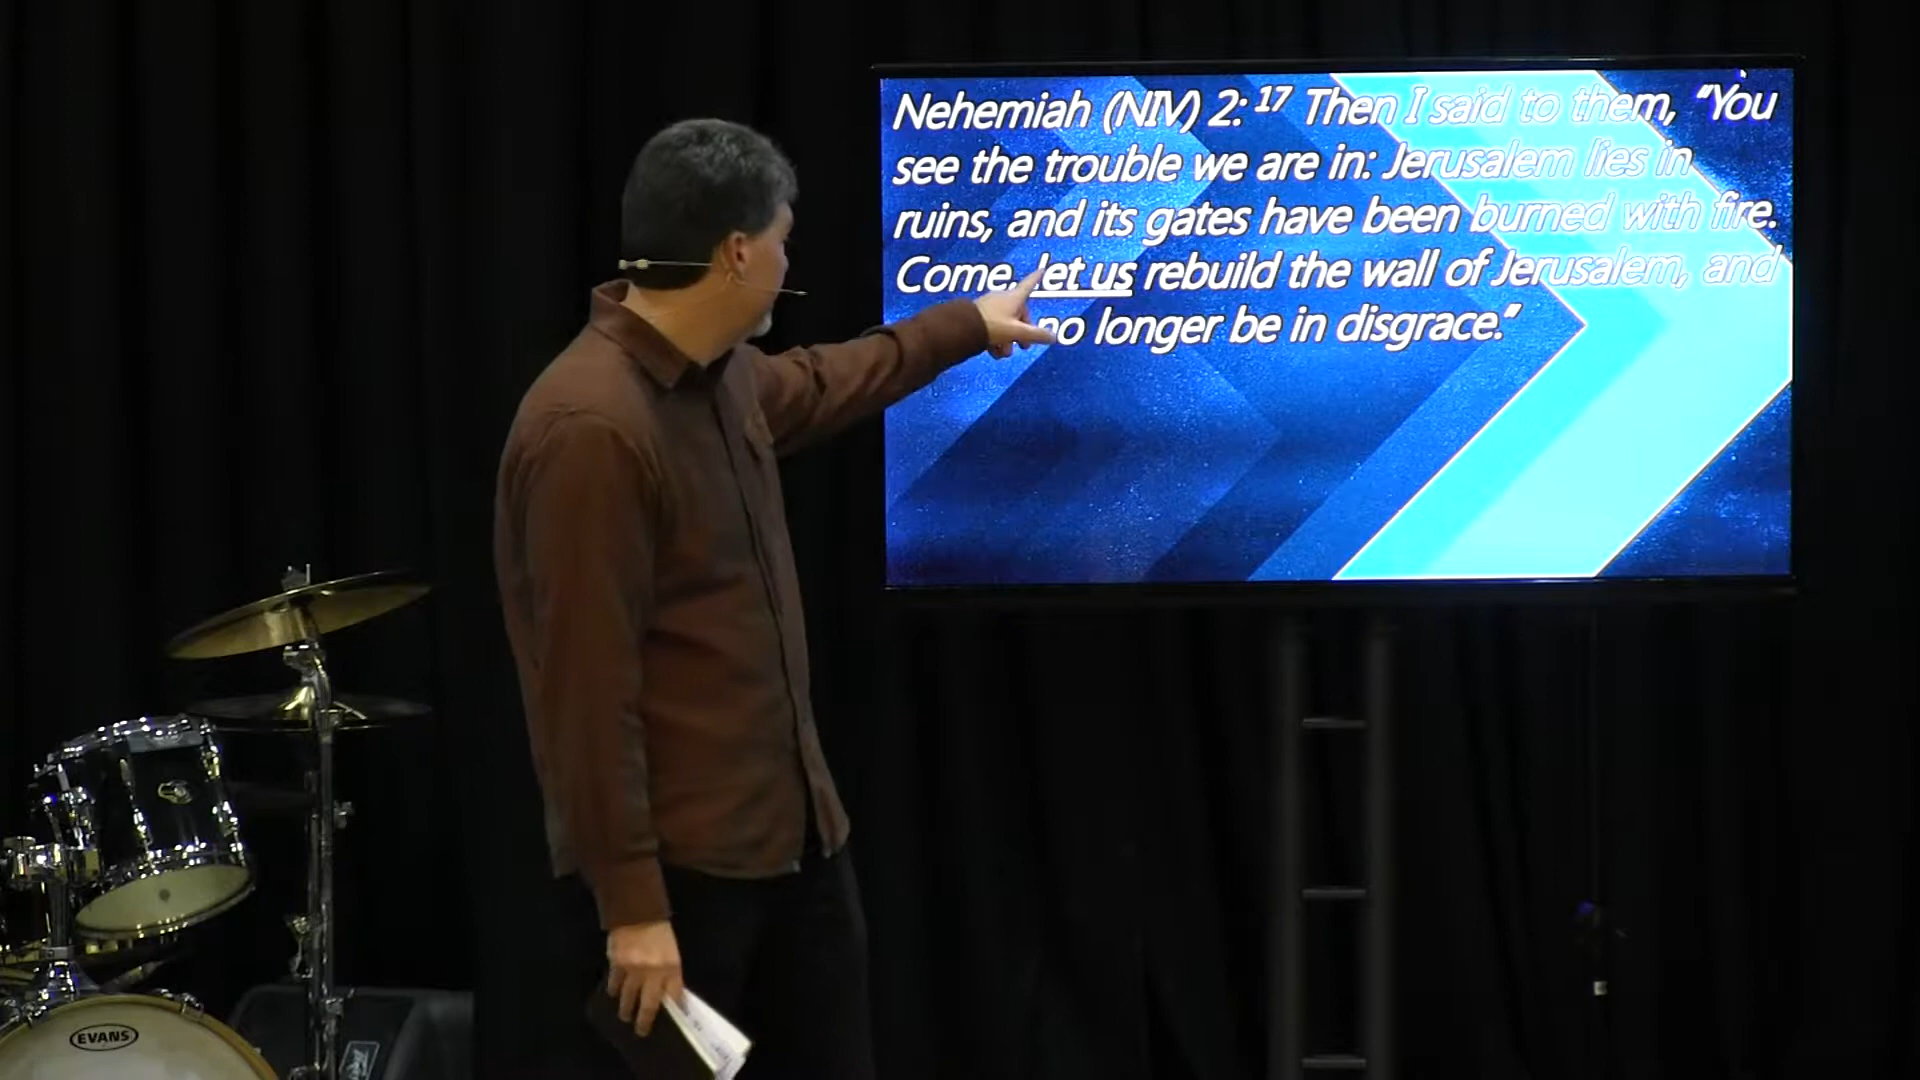 Nehemiah (NIV) 2: 17 Then I said to them, “You
see the trouble we are in: Jerusalem lies in
ruins, and its gates have been burned with fire.
Come, let us rebuild the wall of Jerusalem, and
no longer be in disgrace.”
EVANS